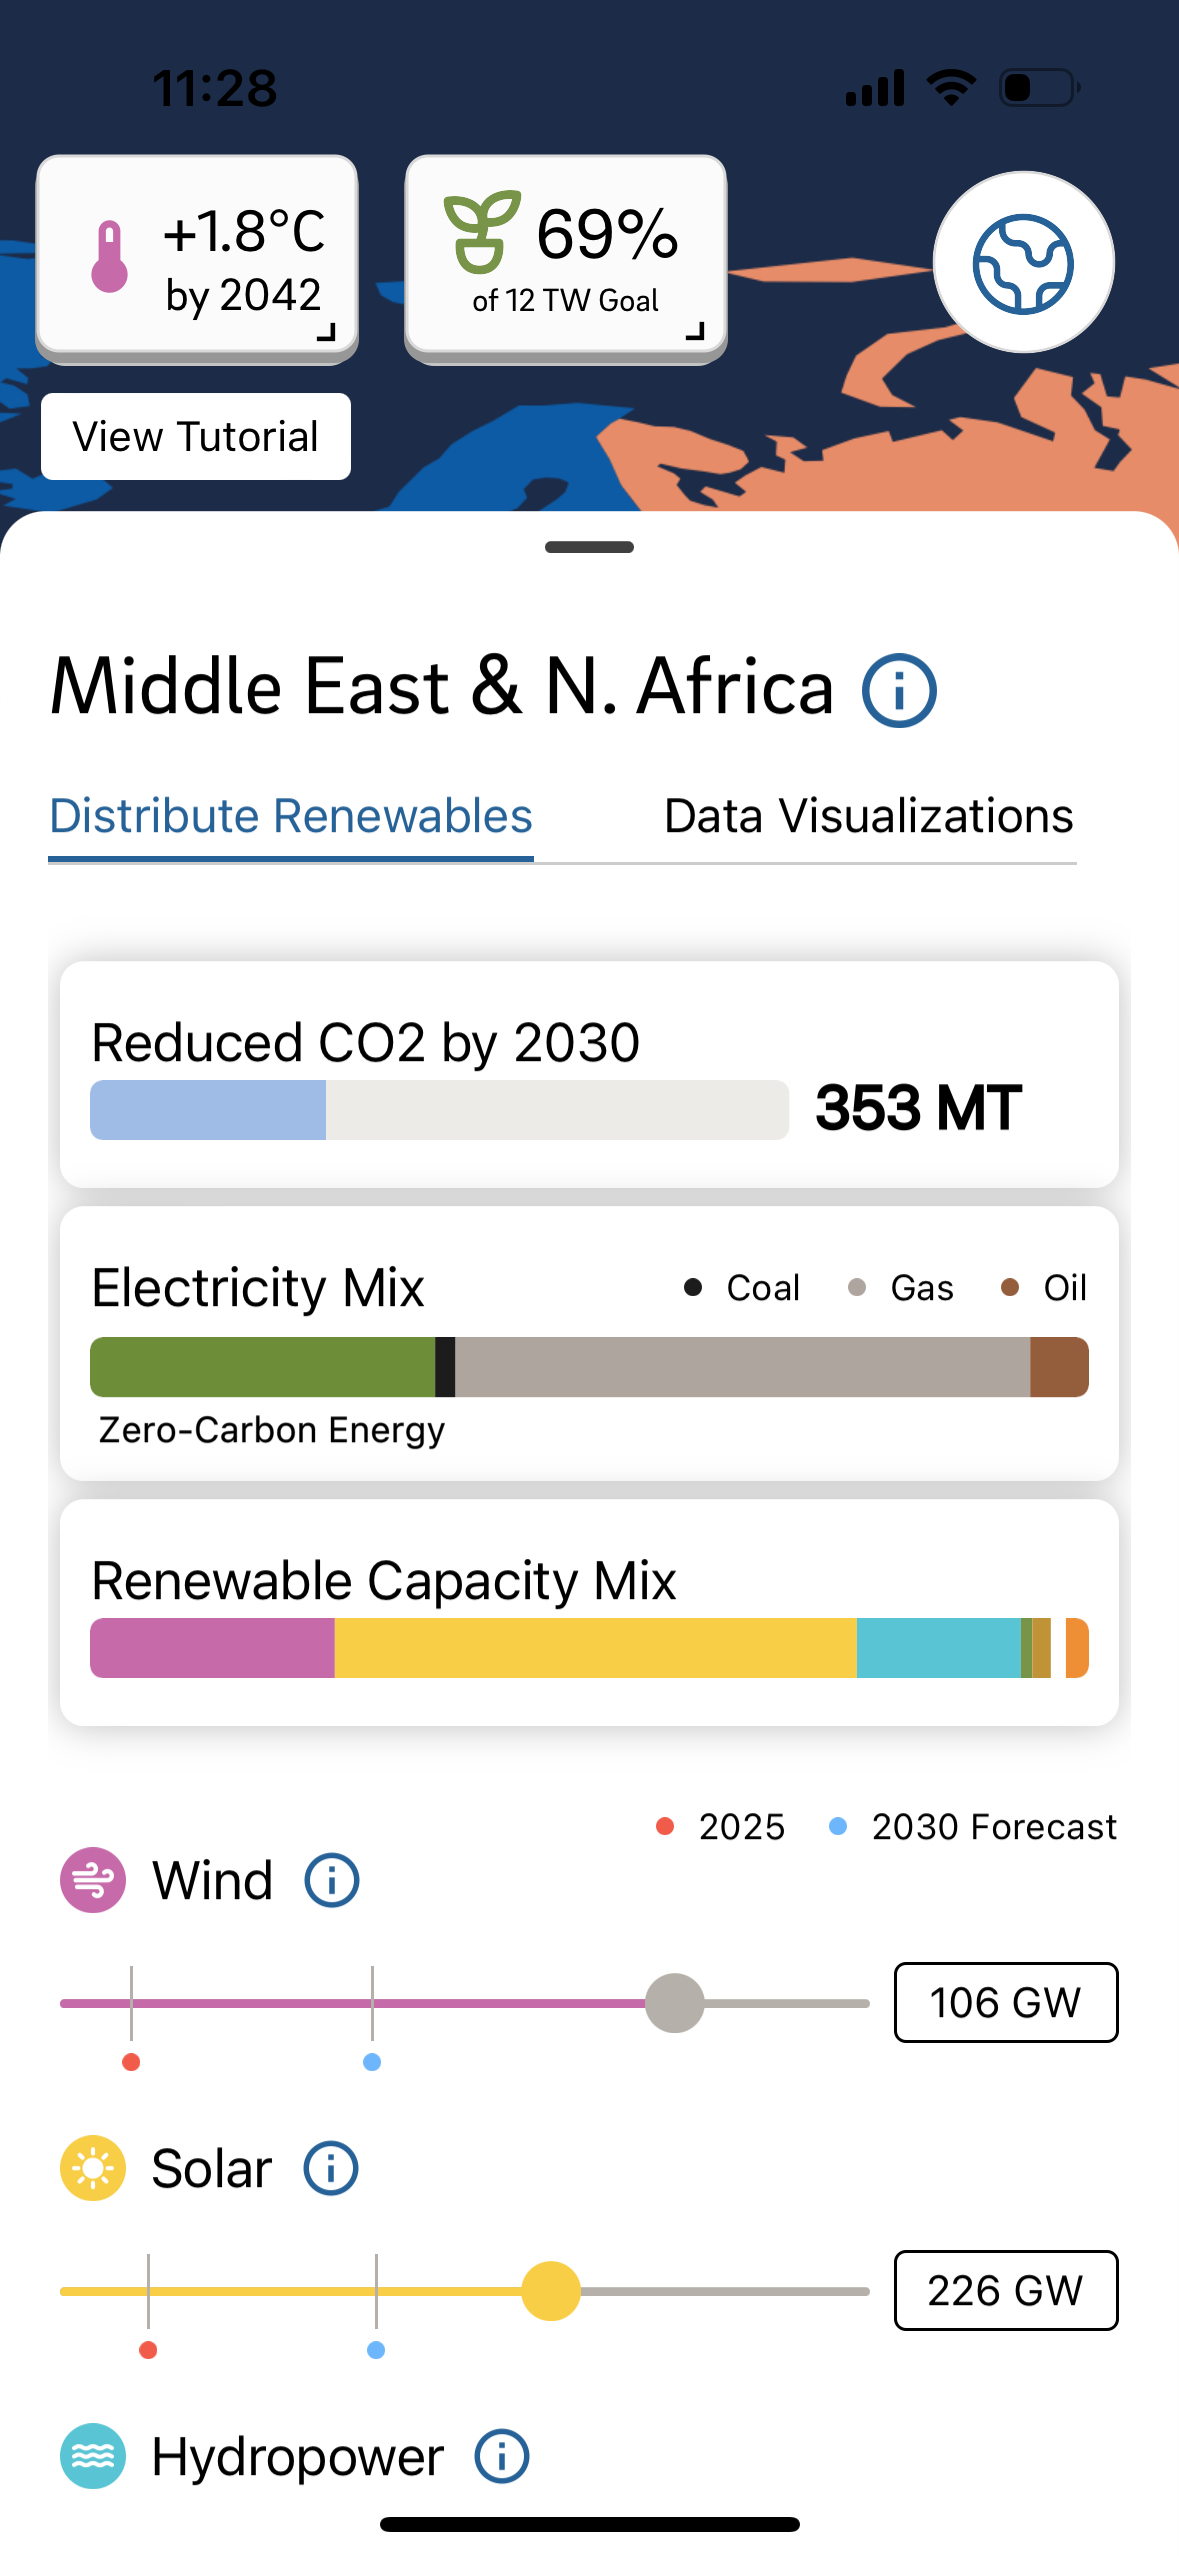 11:28
+1.8°C
by 2042
69%
of 12 TW Goal
View Tutorial
Middle East & N. Africa
Distribute Renewables
Data Visualizations
Reduced CO2 by 2030
353 MT
Electricity Mix
Coal
Gas
Oil
Zero-Carbon Energy
Renewable Capacity Mix
2025
2030 Forecast
Wind
106 GW
Solar
226 GW
Hydropower